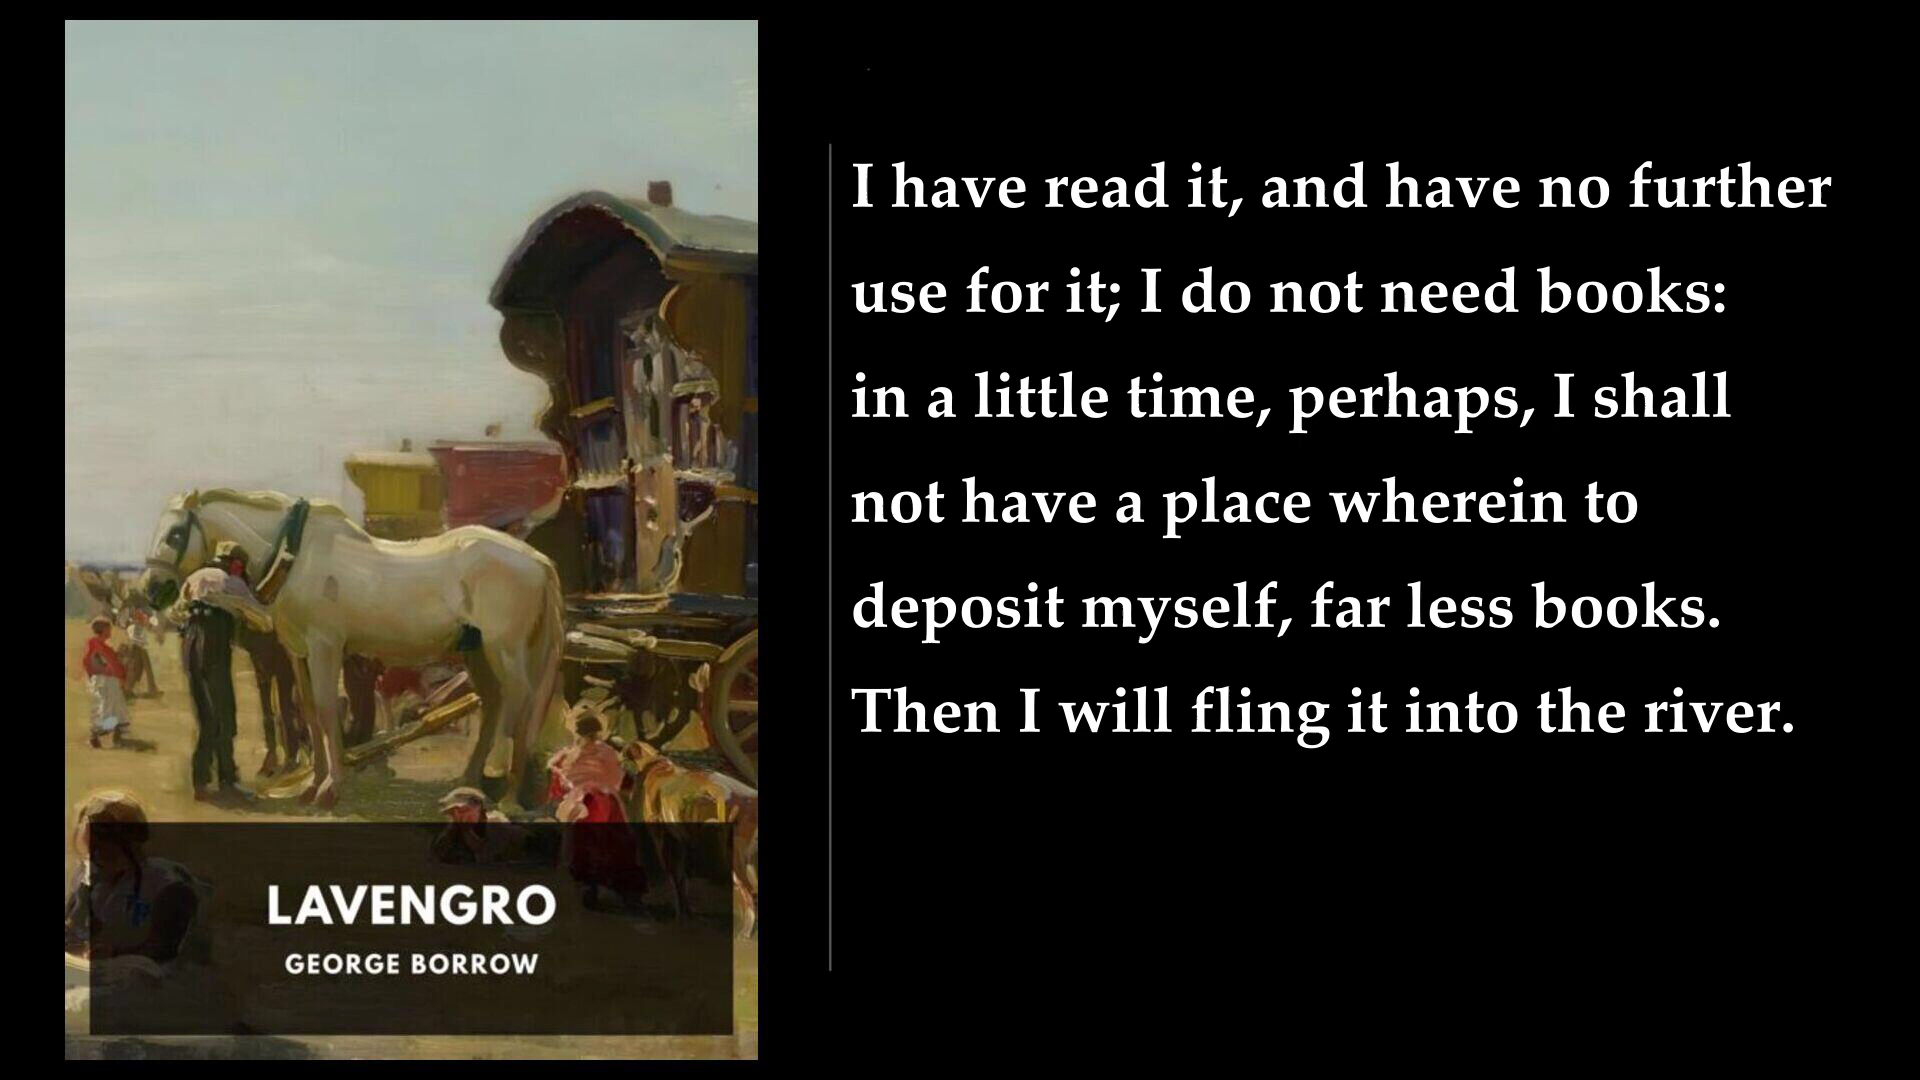 I have read it, and have no further
use for it; I do not need books:
in a little time, perhaps, I shall
not have a place wherein to
deposit myself, far less books.
Then I will fling it into the river.
LAVENGRO
GEORGE BORROW